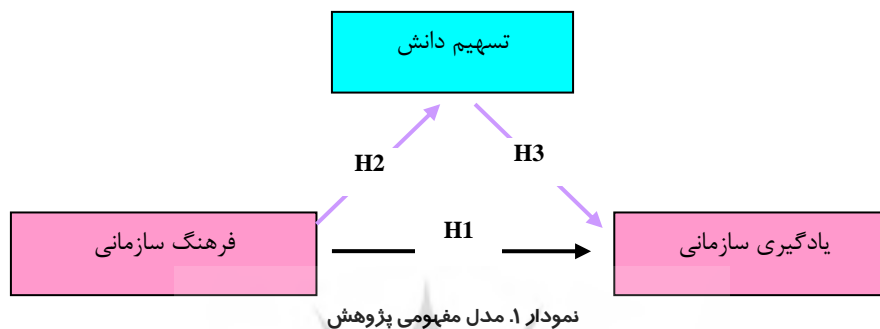 تسهیم دانش
H2
H3
فرهنگ سازمانی
H1
یادگیری سازمانی
نمودار ۱. مدل مفهومی پژوهش